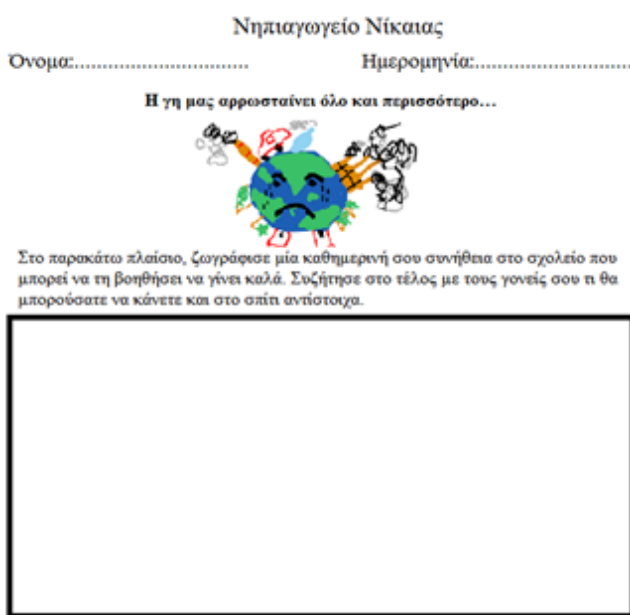 Νηπιαγωγείο Νίκαιας
Όνομα:............................... Ημερομηνία:............................
Η γη μας αρρωσταίνει όλο και περισσότερο…
Στο παρακάτω πλαίσιο, ζωγράφισε μία καθημερινή σου συνήθεια στο σχολείο που
μπορεί να τη βοηθήσει να γίνει καλά. Συζήτησε στο τέλος με τους γονείς σου τι θα
μπορούσατε να κάνετε και στο σπίτι αντίστοιχα.